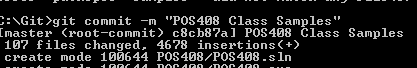 C:\Git>git commit -m "POS408 Class Samples"
[master (root-commit) c8cb87a] POS408 Class Samples
107 files changed, 4678 insertions(+)
create mode 100644 POS408/POS408.sln